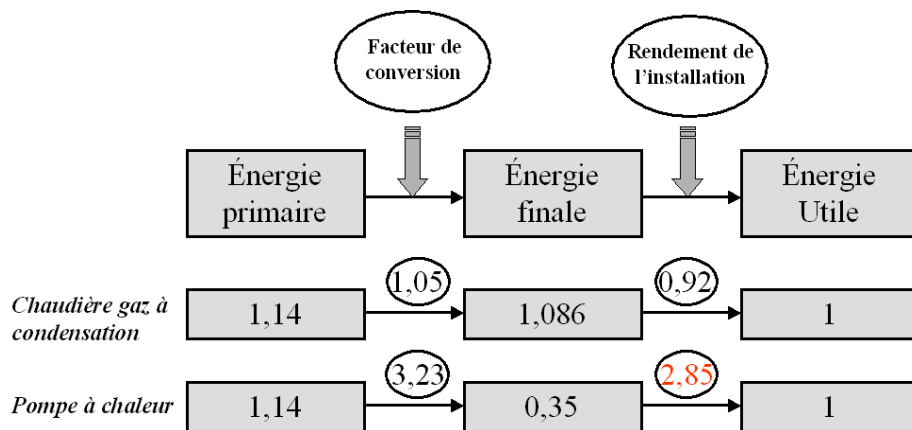 Facteur de
conversion
Rendement de
l'installation
Énergie
primaire
Énergie
finale
Énergie
Utile
Chaudière gaz à
condensation
1,14
1,05
1,086
0,92
1
Pompe à chaleur
1,14
3,23
0,35
2,85
1